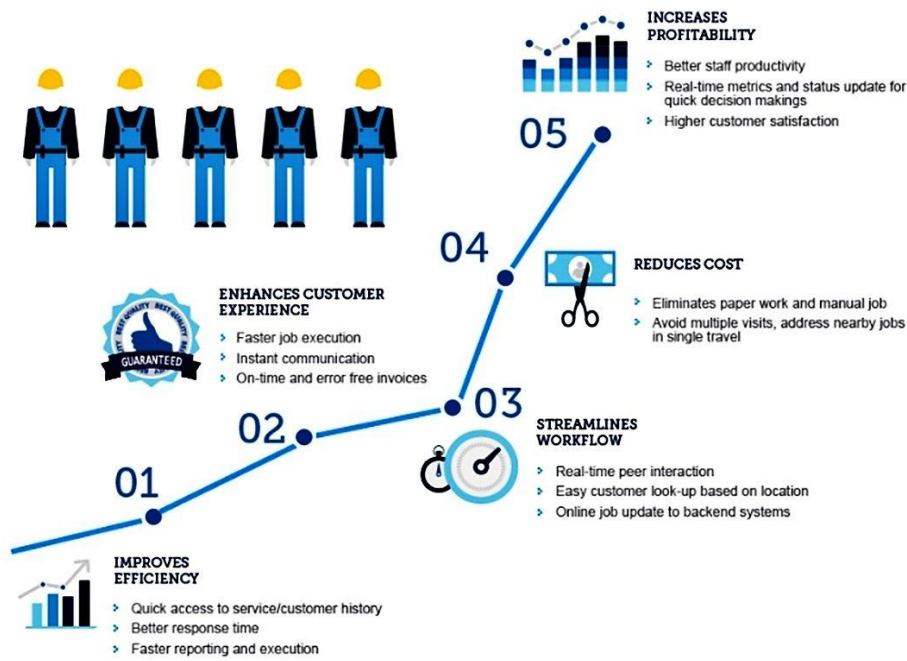 INCREASES
PROFITABILITY
Better staff productivity
Real-time metrics and status update for
quick decision makings
Higher customer satisfaction
05
04
REDUCES COST
Eliminates paper work and manual job
Avoid multiple visits, address nearby jobs
in single travel
ENHANCES CUSTOMER
EXPERIENCE
Faster job execution
Instant communication
On-time and error free invoices
BEST QUALITY BEST QUALITY
GUARANTEED
03
02
STREAMLINES
WORKFLOW
Real-time peer interaction
Easy customer look-up based on location
Online job update to backend systems
01
IMPROVES
EFFICIENCY
Quick access to service/customer history
Better response time
Faster reporting and execution